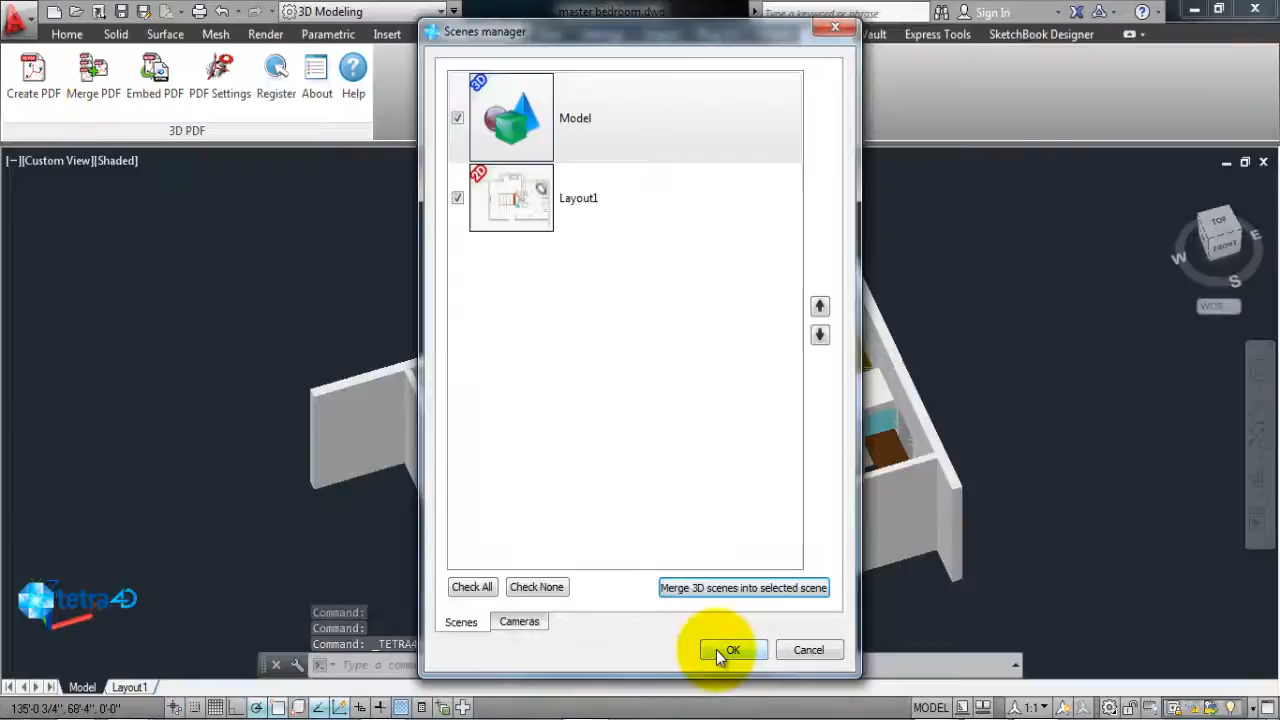 3D Modeling
master bedroom.dwg
Type a keyword or phrase
Sign In
Home Solid Surface Mesh Render Parametric Insert
Vault Express Tools SketchBook Designer
Create PDF Merge PDF Embed PDF PDF Settings Register About Help
3D PDF
[−][Custom View][Shaded]
Scenes manager
3D
Model
2D
Layout1
TOP
FRONT
W
E
S
WCS
Check All Check None Merge 3D scenes into selected scene
Scenes Cameras
OK Cancel
tetra4D
Command:
Command:
Command: _TETRA4
Type a comm
Model Layout1
135'-0 3/4", 68'-4", 0'-0"
MODEL
1:1